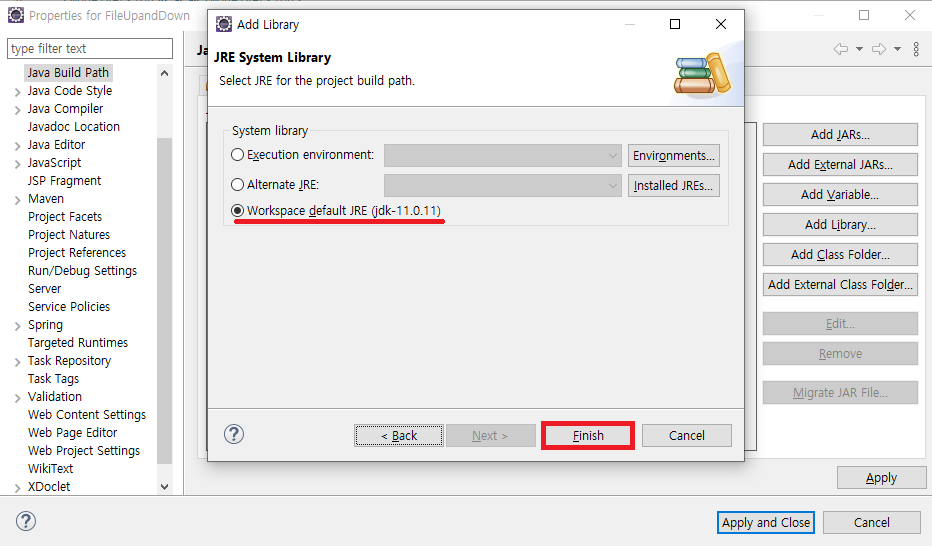 Properties for FileUpandDown
type filter text
Java Build Path
Java Code Style
Java Compiler
Javadoc Location
Java Editor
JavaScript
JSP Fragment
Maven
Project Facets
Project Natures
Project References
Run/Debug Settings
Server
Service Policies
Spring
Targeted Runtimes
Task Repository
Task Tags
Validation
Web Content Settings
Web Page Editor
Web Project Settings
WikiText
XDoclet
Ja
Add Library
JRE System Library
Select JRE for the project build path.
System library
Execution environment:
Environments...
Alternate JRE:
Installed JREs...
Workspace default JRE (jdk-11.0.11)
< Back
Next >
Finish
Cancel
Add JARs...
Add External JARs...
Add Variable...
Add Library...
Add Class Folder...
Add External Class Folder...
Edit...
Remove
Migrate JAR File...
Apply
Apply and Close
Cancel